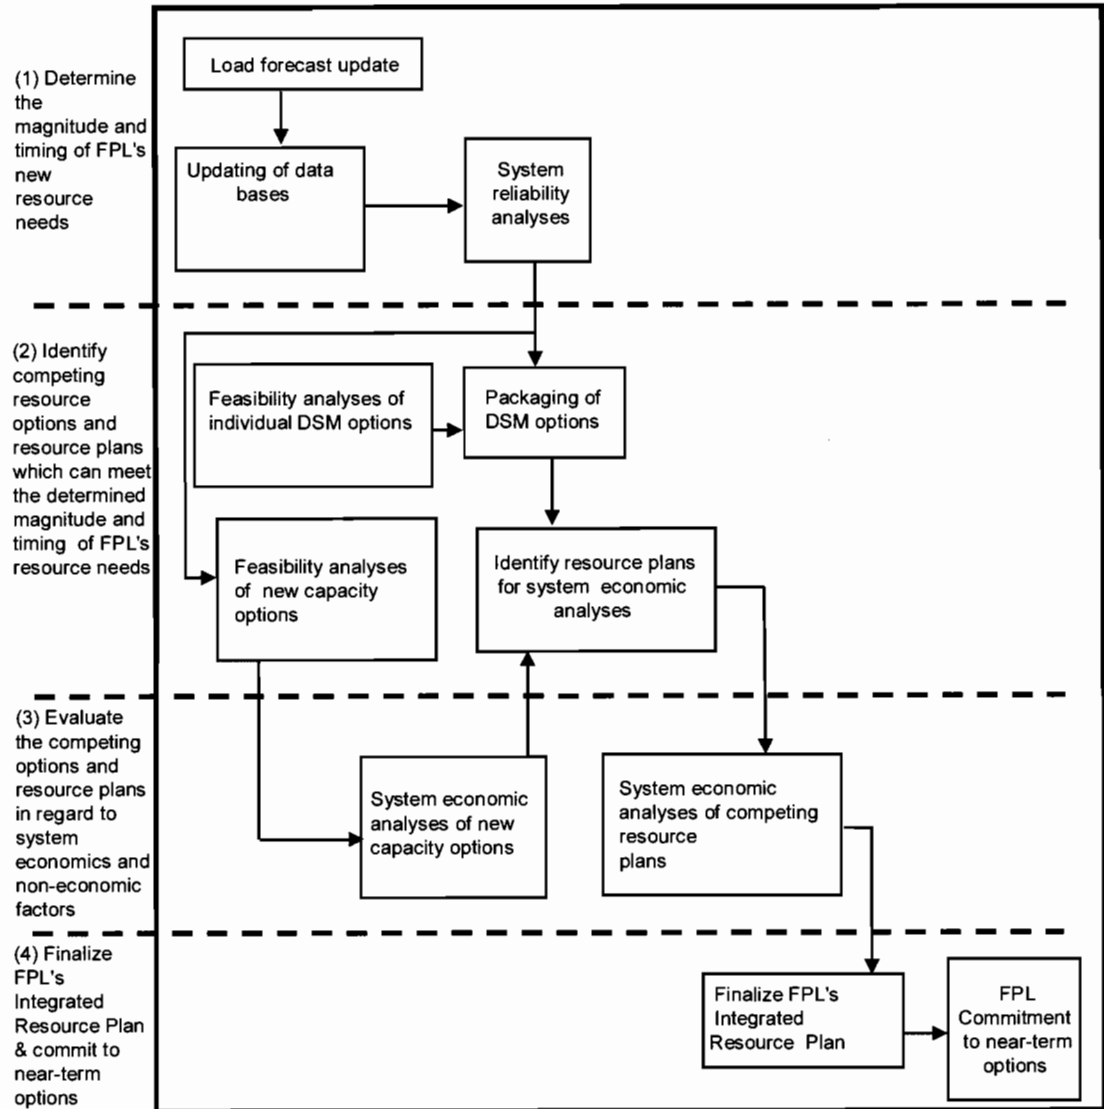 (1) Determine
the
magnitude and
timing of FPL's
new
resource
needs
Load forecast update
Updating of data
bases
System
reliability
analyses
(2) Identify
competing
resource
options and
resource plans
which can meet
the determined
magnitude and
timing of FPL's
resource needs
Feasibility analyses of
individual DSM options
Packaging of
DSM options
Feasibility analyses
of new capacity
options
Identify resource plans
for system economic
analyses
(3) Evaluate
the competing
options and
resource plans
in regard to
system
economics and
non-economic
factors
System economic
analyses of new
capacity options
System economic
analyses of competing
resource
plans
(4) Finalize
FPL's
Integrated
Resource Plan
& commit to
near-term
options
Finalize FPL's
Integrated
Resource Plan
FPL
Commitment
to near-term
options